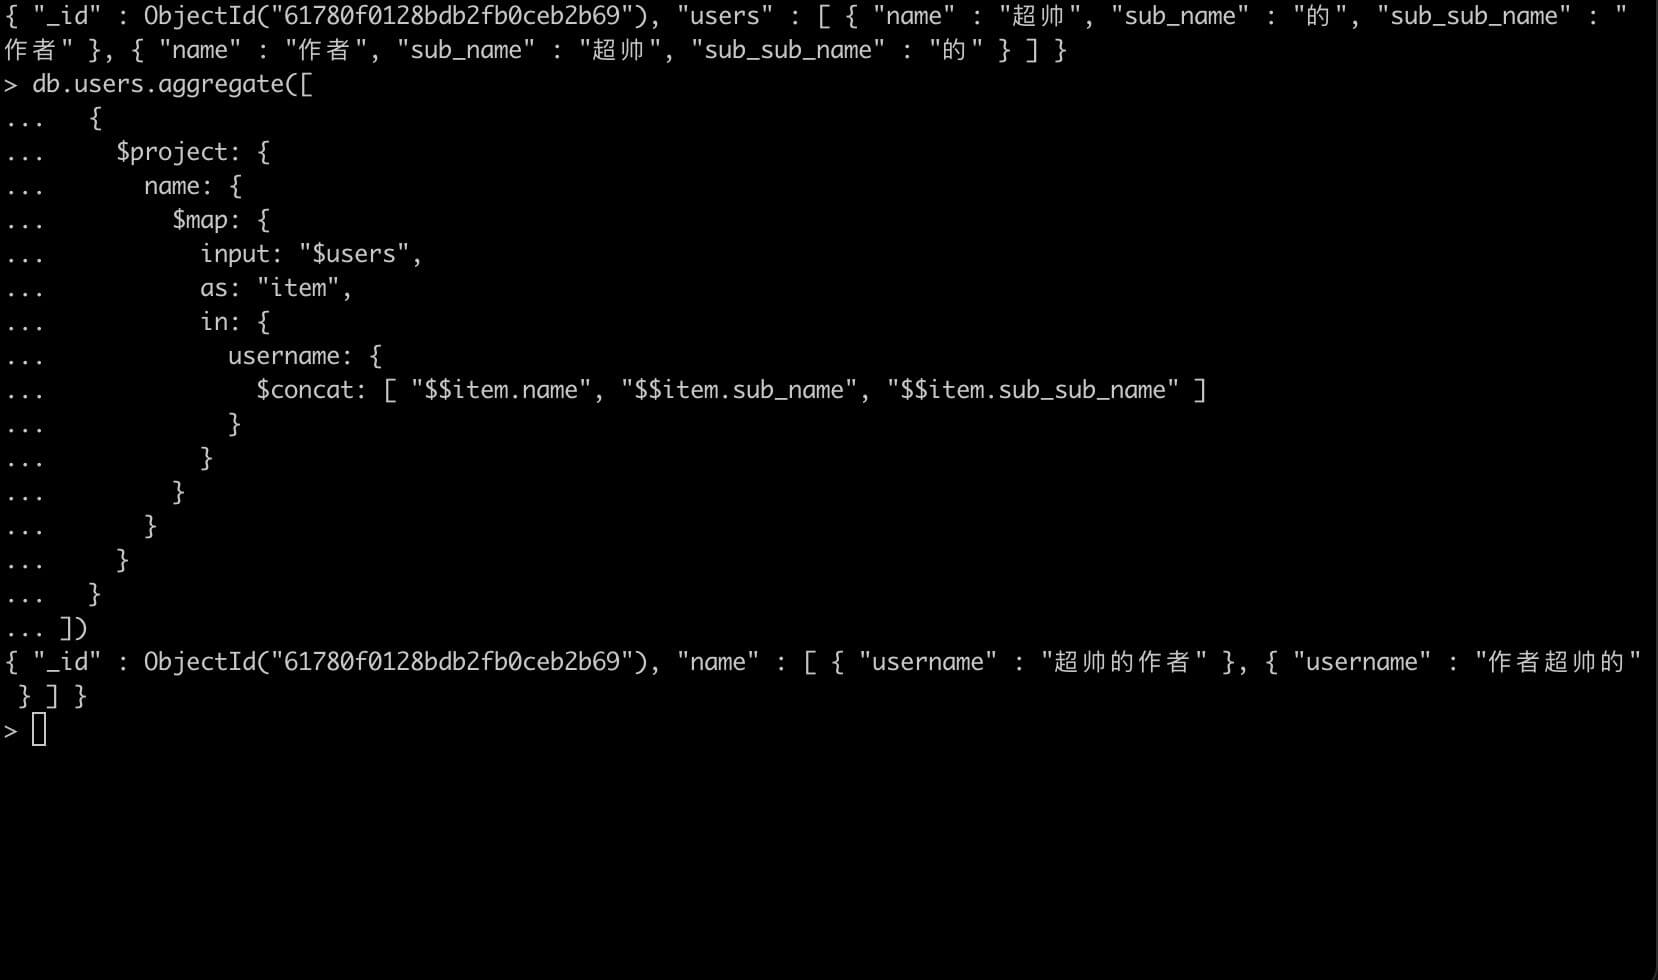 { "_id" : ObjectId("61780f0128bdb2fb0ceb2b69"), "users" : [ { "name" : "超帅", "sub_name" : "的", "sub_sub_name" : "
作者" }, { "name" : "作者", "sub_name" : "超帅", "sub_sub_name" : "的" } ] }
> db.users.aggregate([
...   {
...     $project: {
...       name: {
...         $map: {
...           input: "$users",
...           as: "item",
...           in: {
...             username: {
...               $concat: [ "$$item.name", "$$item.sub_name", "$$item.sub_sub_name" ]
...             }
...           }
...         }
...       }
...     }
...   }
... ])
{ "_id" : ObjectId("61780f0128bdb2fb0ceb2b69"), "name" : [ { "username" : "超帅的作者" }, { "username" : "作者超帅的"
 } ] }
>